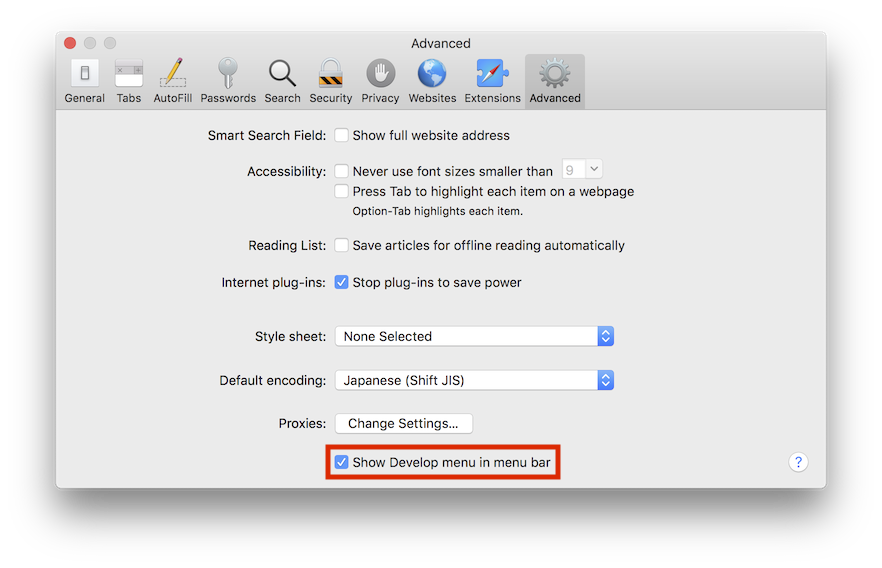 Advanced
General Tabs AutoFill Passwords Search Security Privacy Websites Extensions Advanced
Smart Search Field: Show full website address
Accessibility: Never use font sizes smaller than 9
Press Tab to highlight each item on a webpage
Option-Tab highlights each item.
Reading List: Save articles for offline reading automatically
Internet plug-ins: Stop plug-ins to save power
Style sheet: None Selected
Default encoding: Japanese (Shift JIS)
Proxies: Change Settings...
Show Develop menu in menu bar ?